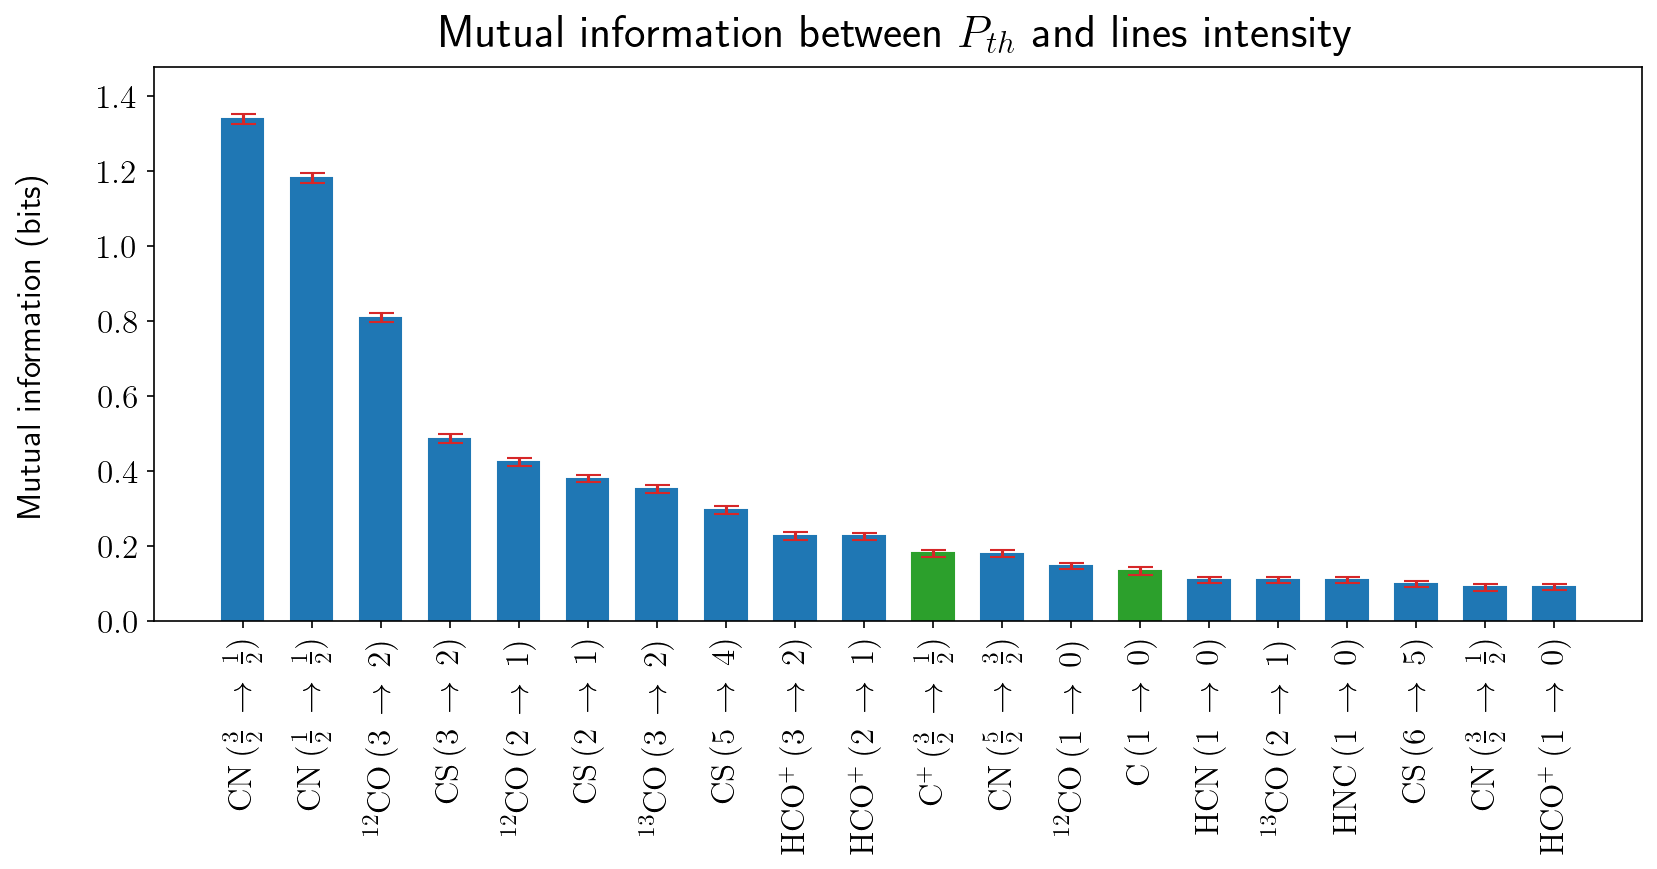 Mutual information between P_th and lines intensity
Mutual information (bits)
1.4
1.2
1.0
0.8
0.6
0.4
0.2
0.0
CN (3/2 → 1/2)
CN (1/2 → 1/2)
¹²CO (3 → 2)
CS (3 → 2)
¹²CO (2 → 1)
CS (2 → 1)
¹³CO (3 → 2)
CS (5 → 4)
HCO⁺ (3 → 2)
HCO⁺ (2 → 1)
C⁺ (3/2 → 1/2)
CN (5/2 → 3/2)
¹²CO (1 → 0)
C (1 → 0)
HCN (1 → 0)
¹³CO (2 → 1)
HNC (1 → 0)
CS (6 → 5)
CN (3/2 → 1/2)
HCO⁺ (1 → 0)